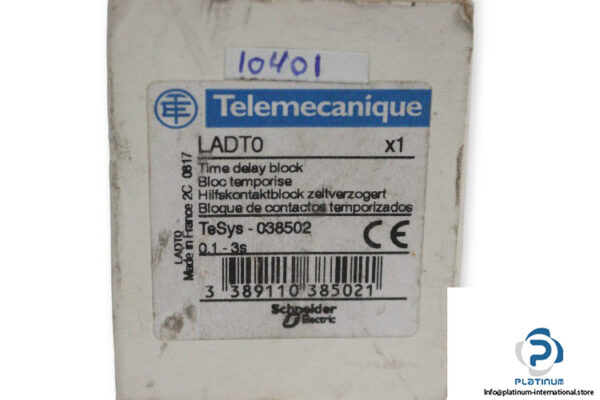 10401
Telemecanique
LADT0 x1
Time delay block
Bloc temporise
Hilfskontaktblock zeitverzogert
Bloque de contactos temporizados
TeSys - 038502
0,1 - 3s
CE
3 389110 385021
Schneider
Electric
LADT0
Made in France 2C 0617
PLATINUM
Info@platinum-international.store